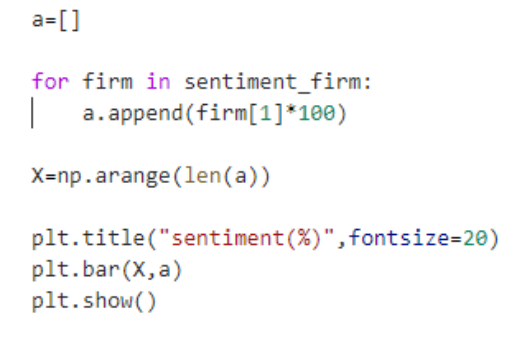 a=[]
for firm in sentiment_firm:
    a.append(firm[1]*100)
X=np.arange(len(a))
plt.title("sentiment(%)",fontsize=20)
plt.bar(X,a)
plt.show()